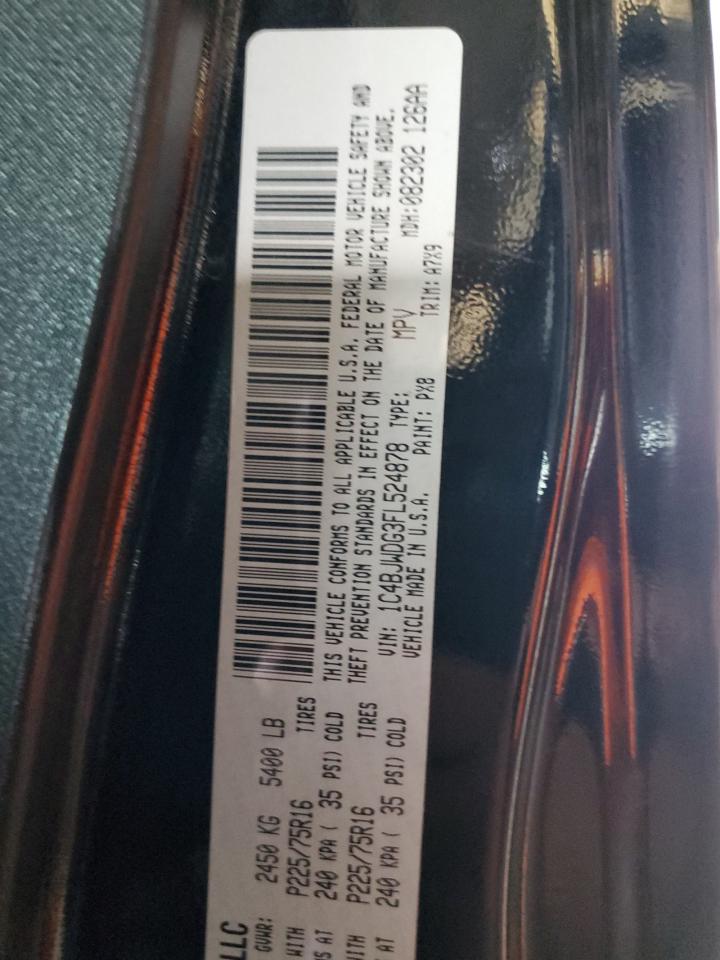 LLC
GVWR: 2450 KG 5400 LB
WITH P225/75R16 TIRES
AT 240 KPA ( 35 PSI) COLD
WITH P225/75R16 TIRES
AT 240 KPA ( 35 PSI) COLD
THIS VEHICLE CONFORMS TO ALL APPLICABLE U.S.A. FEDERAL MOTOR VEHICLE SAFETY AND
THEFT PREVENTION STANDARDS IN EFFECT ON THE DATE OF MANUFACTURE SHOWN ABOVE.
VIN: 1C4BJWDG3FL524878 TYPE: MPV MDH:082302 126AA
VEHICLE MADE IN U.S.A. PAINT: PX8 TRIM: A7X9